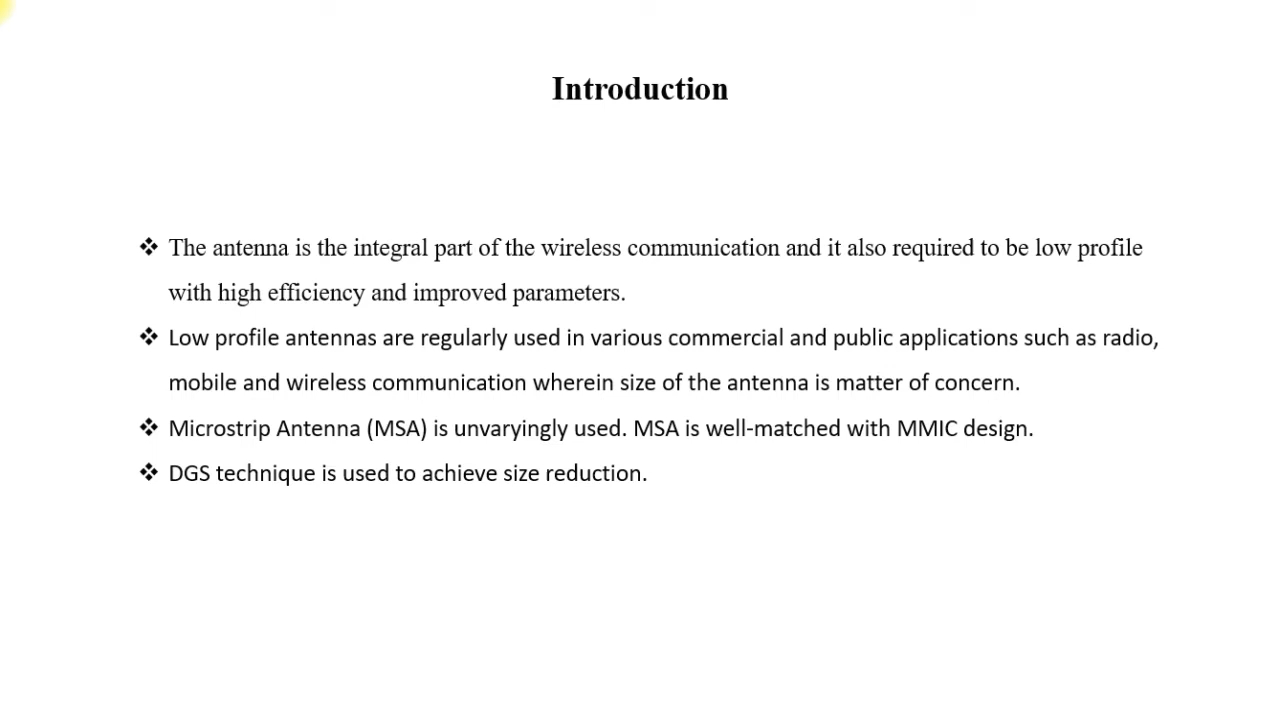 Introduction
❖ The antenna is the integral part of the wireless communication and it also required to be low profile
with high efficiency and improved parameters.
❖ Low profile antennas are regularly used in various commercial and public applications such as radio,
mobile and wireless communication wherein size of the antenna is matter of concern.
❖ Microstrip Antenna (MSA) is unvaryingly used. MSA is well-matched with MMIC design.
❖ DGS technique is used to achieve size reduction.